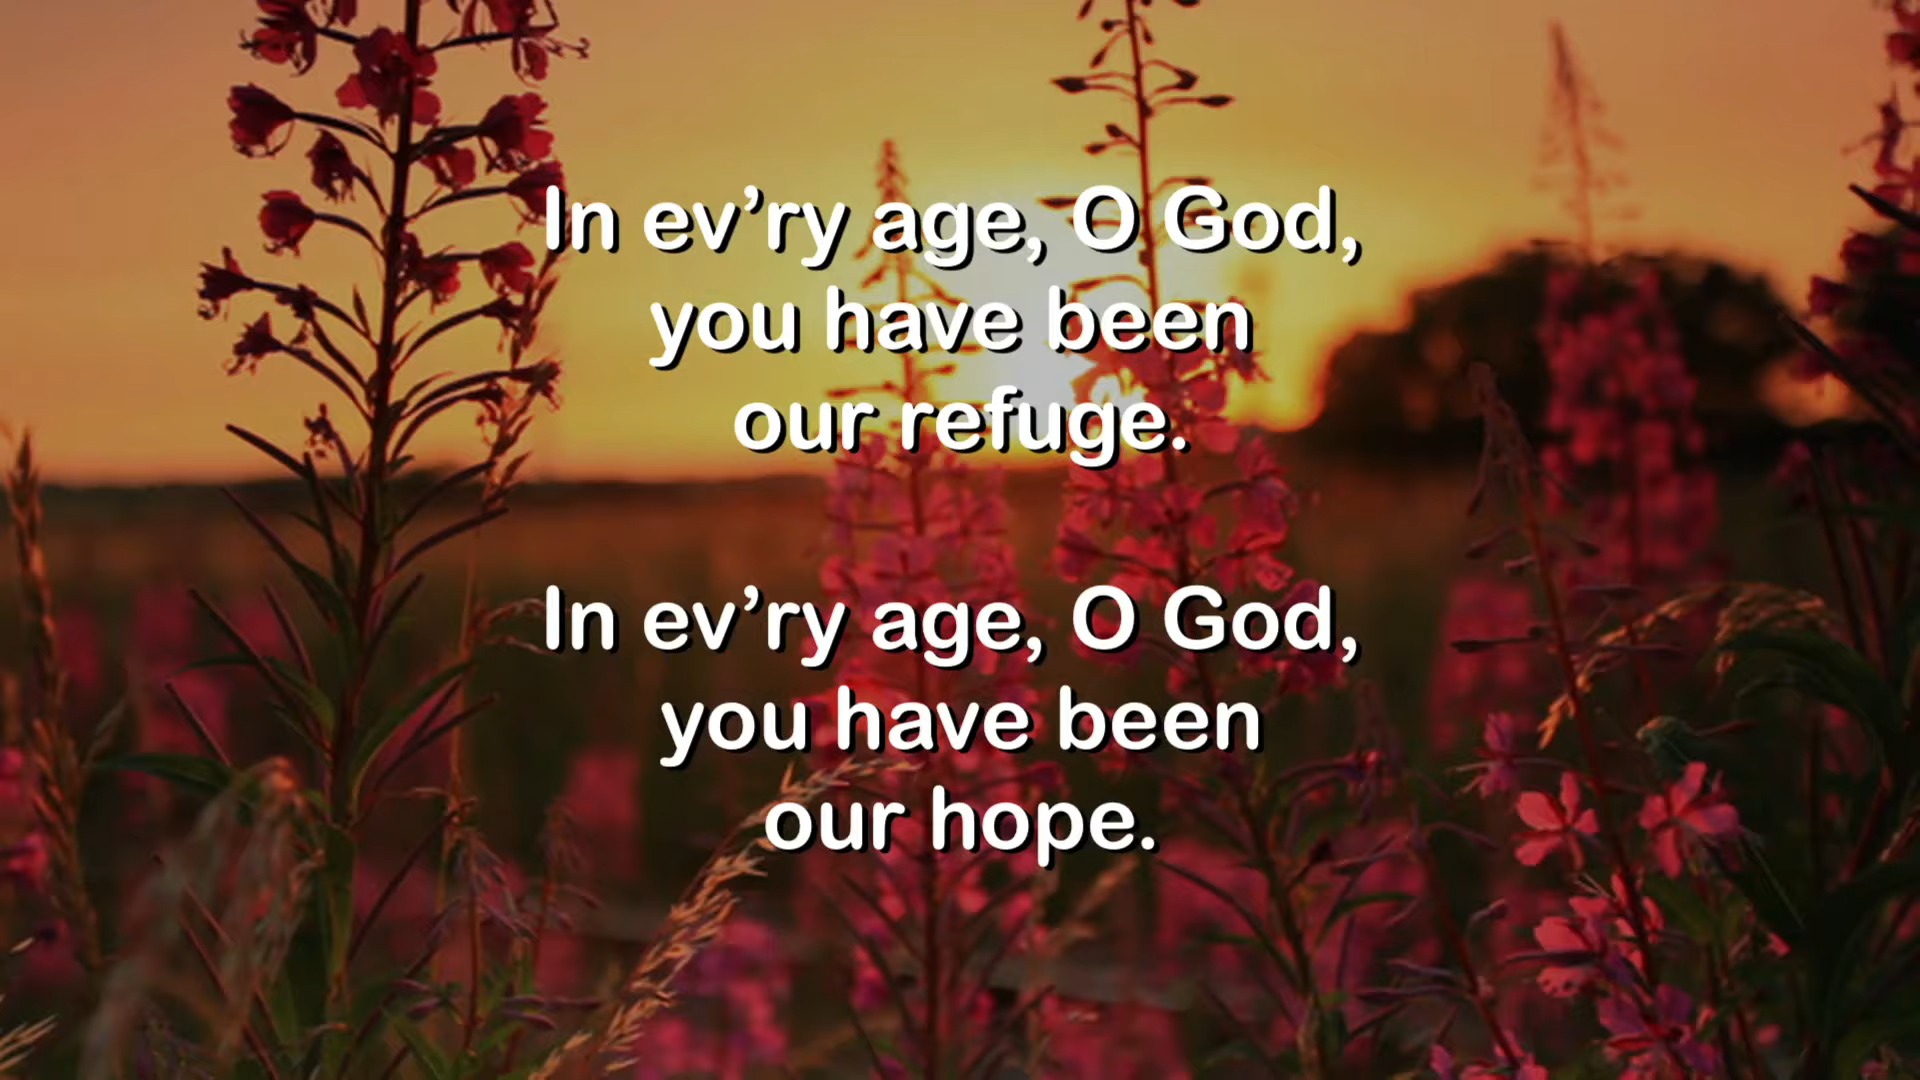 In ev’ry age, O God,
you have been
our refuge.
In ev’ry age, O God,
you have been
our hope.